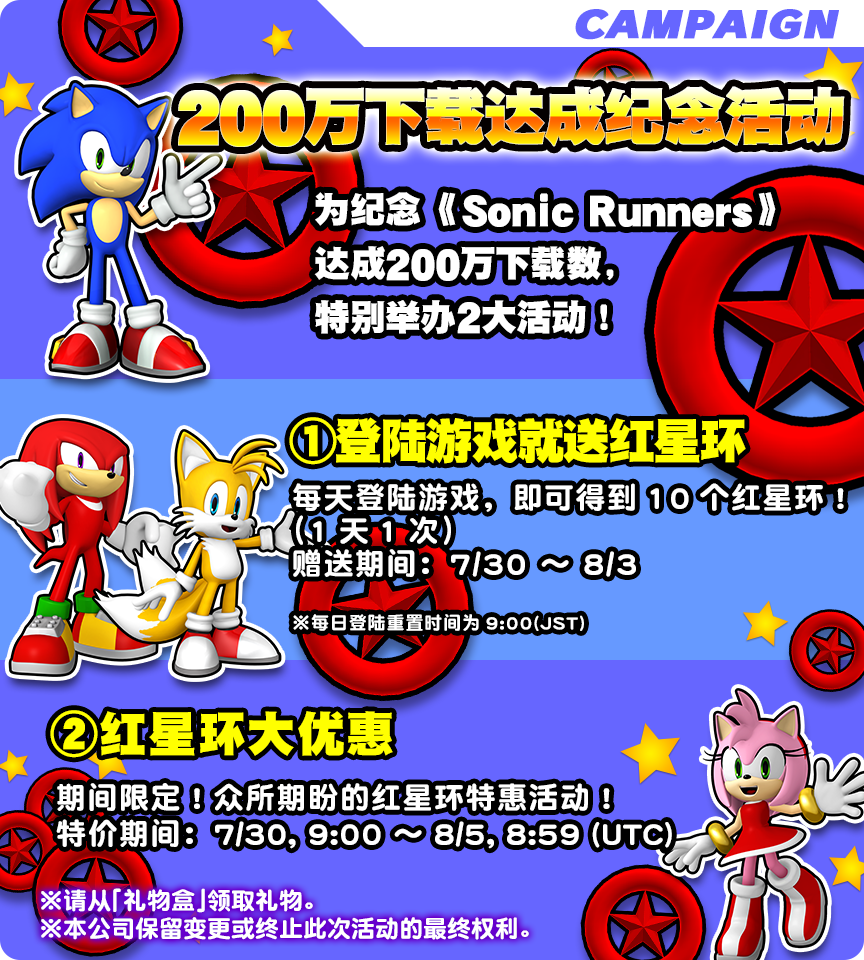 CAMPAIGN
200万下载达成纪念活动
为纪念《Sonic Runners》
达成200万下载数，
特别举办2大活动！
①登陆游戏就送红星环
每天登陆游戏，即可得到 10 个红星环！
（1 天 1 次）
赠送期间：7/30 ～ 8/3
※每日登陆重置时间为 9:00(JST)
②红星环大优惠
期间限定！众所期盼的红星环特惠活动！
特价期间：7/30, 9:00 ～ 8/5, 8:59 (UTC)
※请从「礼物盒」领取礼物。
※本公司保留变更或终止此次活动的最终权利。